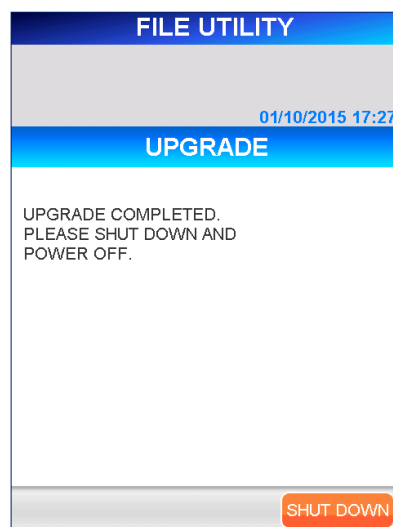 FILE UTILITY
01/10/2015 17:27
UPGRADE
UPGRADE COMPLETED.
PLEASE SHUT DOWN AND
POWER OFF.
SHUT DOWN